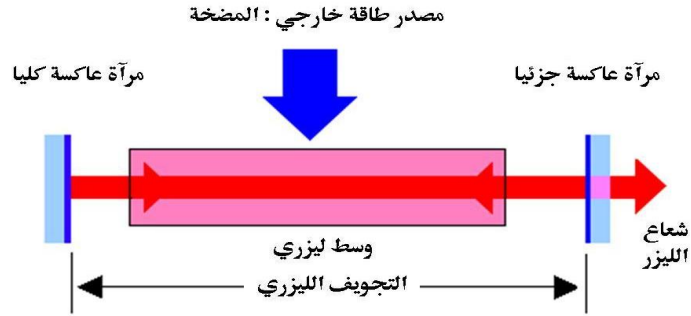 مصدر طاقة خارجي : المضخة
مرآة عاكسة جزئيا
مرآة عاكسة كليا
شعاع
الليزر
وسط ليزري
التجويف الليزري